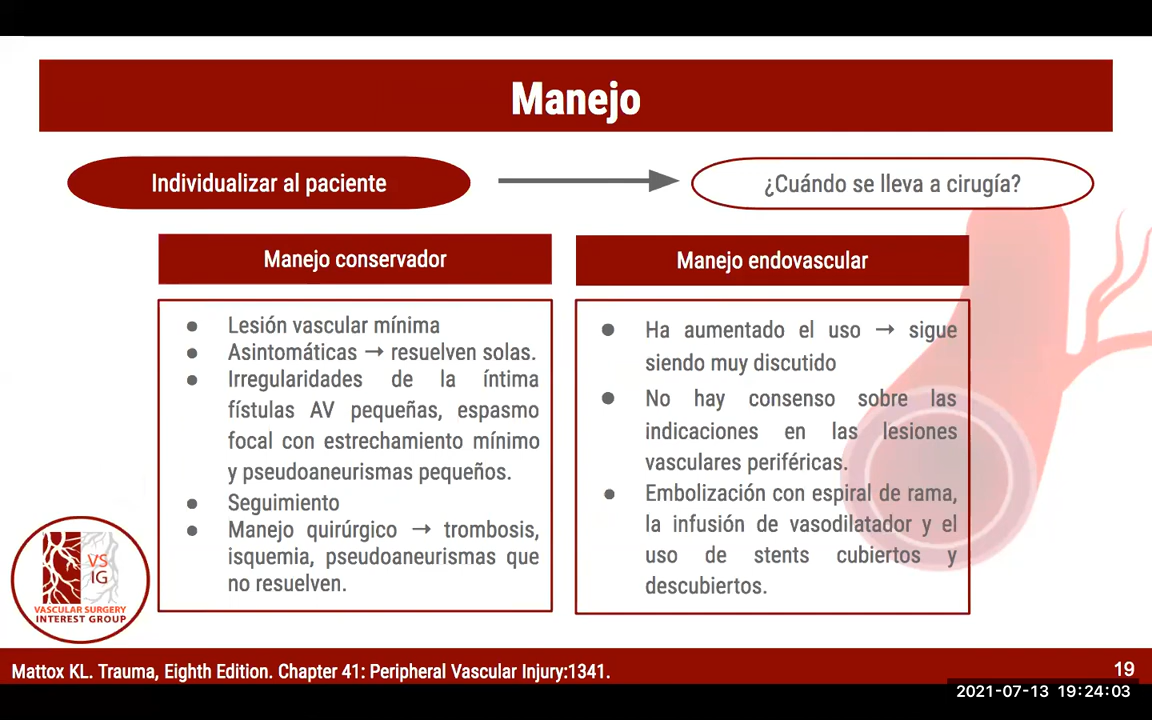 Manejo
Individualizar al paciente
¿Cuándo se lleva a cirugía?
Manejo conservador
● Lesión vascular mínima
● Asintomáticas → resuelven solas.
● Irregularidades de la íntima
fístulas AV pequeñas, espasmo
focal con estrechamiento mínimo
y pseudoaneurismas pequeños.
● Seguimiento
● Manejo quirúrgico → trombosis,
isquemia, pseudoaneurismas que
no resuelven.
Manejo endovascular
● Ha aumentado el uso → sigue
siendo muy discutido
● No hay consenso sobre las
indicaciones en las lesiones
vasculares periféricas.
● Embolización con espiral de rama,
la infusión de vasodilatador y el
uso de stents cubiertos y
descubiertos.
VS
IG
VASCULAR SURGERY
INTEREST GROUP
Mattox KL. Trauma, Eighth Edition. Chapter 41: Peripheral Vascular Injury:1341.
19
2021-07-13 19:24:03